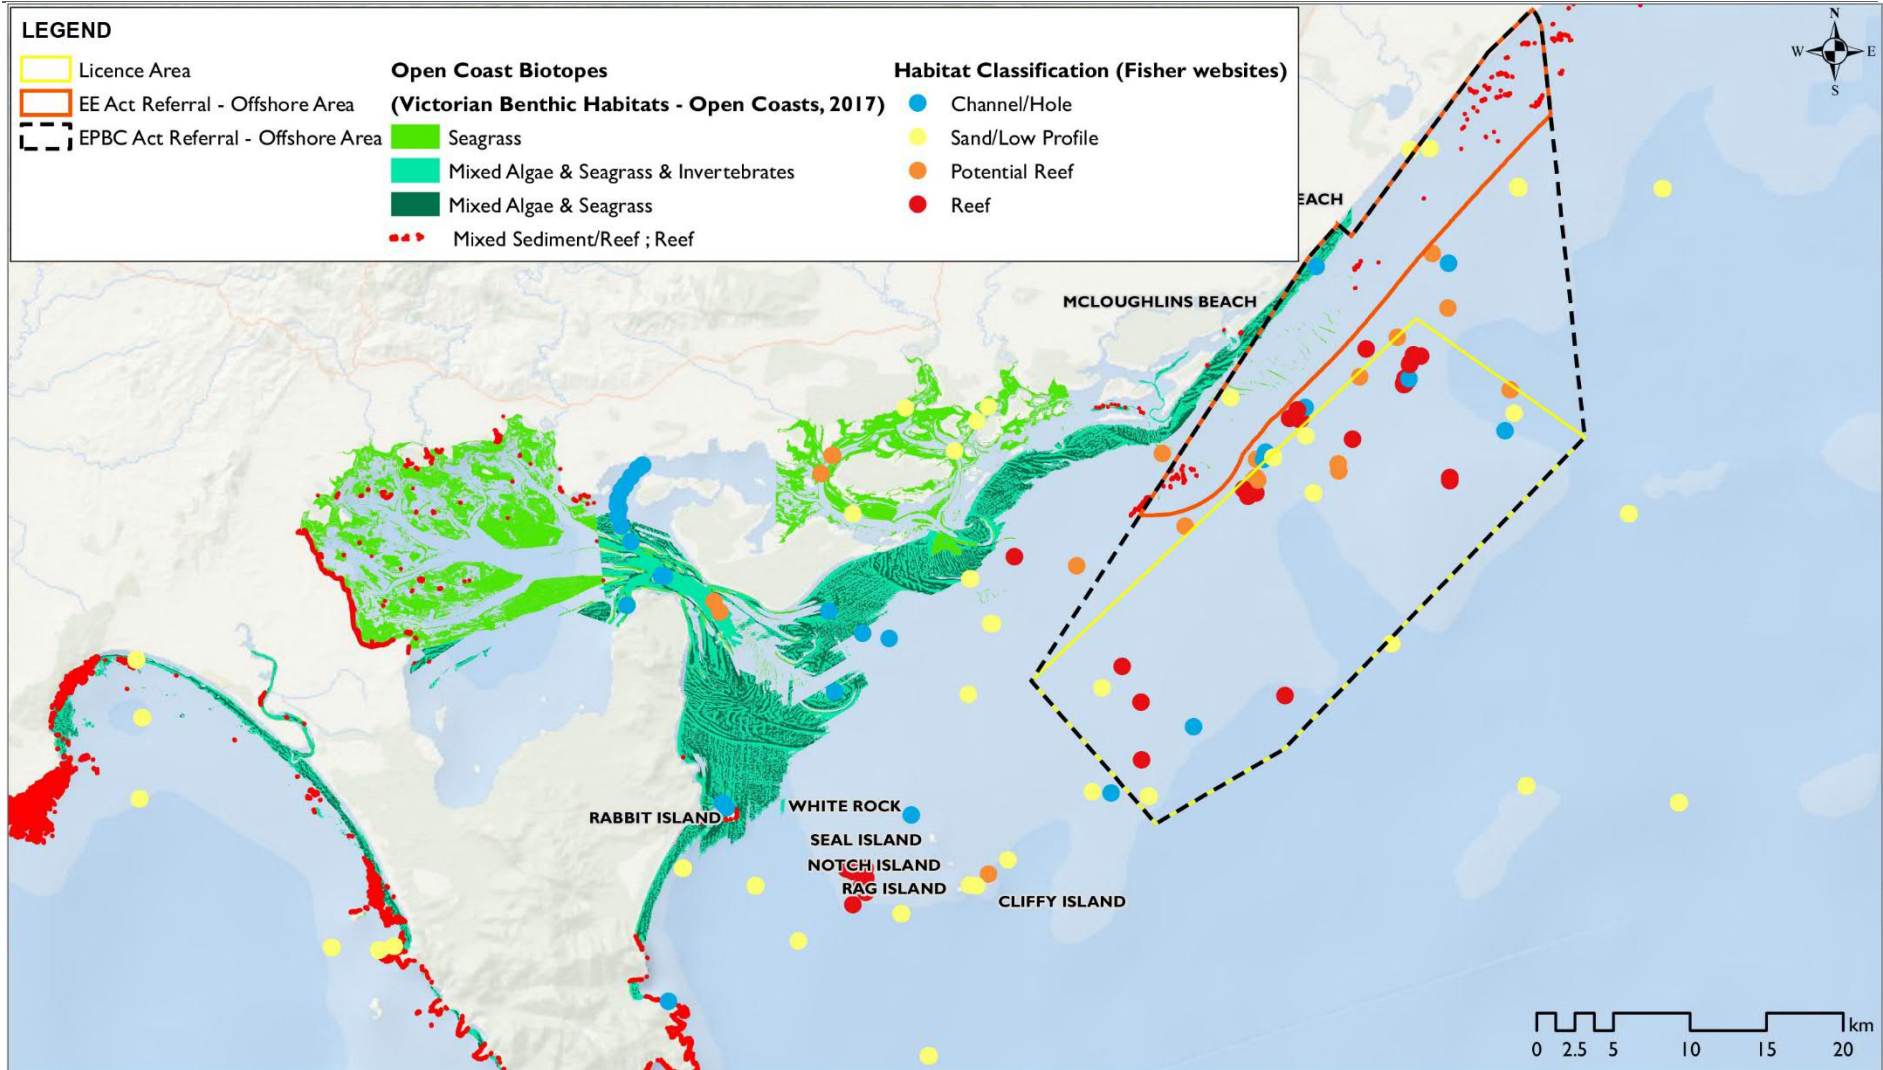 LEGEND
Licence Area
EE Act Referral - Offshore Area
EPBC Act Referral - Offshore Area
Open Coast Biotopes
(Victorian Benthic Habitats - Open Coasts, 2017)
Seagrass
Mixed Algae & Seagrass & Invertebrates
Mixed Algae & Seagrass
Mixed Sediment/Reef ; Reef
Habitat Classification (Fisher websites)
Channel/Hole
Sand/Low Profile
Potential Reef
Reef
N
W E
S
EACH
MCLOUGHLINS BEACH
RABBIT ISLAND
WHITE ROCK
SEAL ISLAND
NOTCH ISLAND
RAG ISLAND
CLIFFY ISLAND
km
0 2.5 5 10 15 20